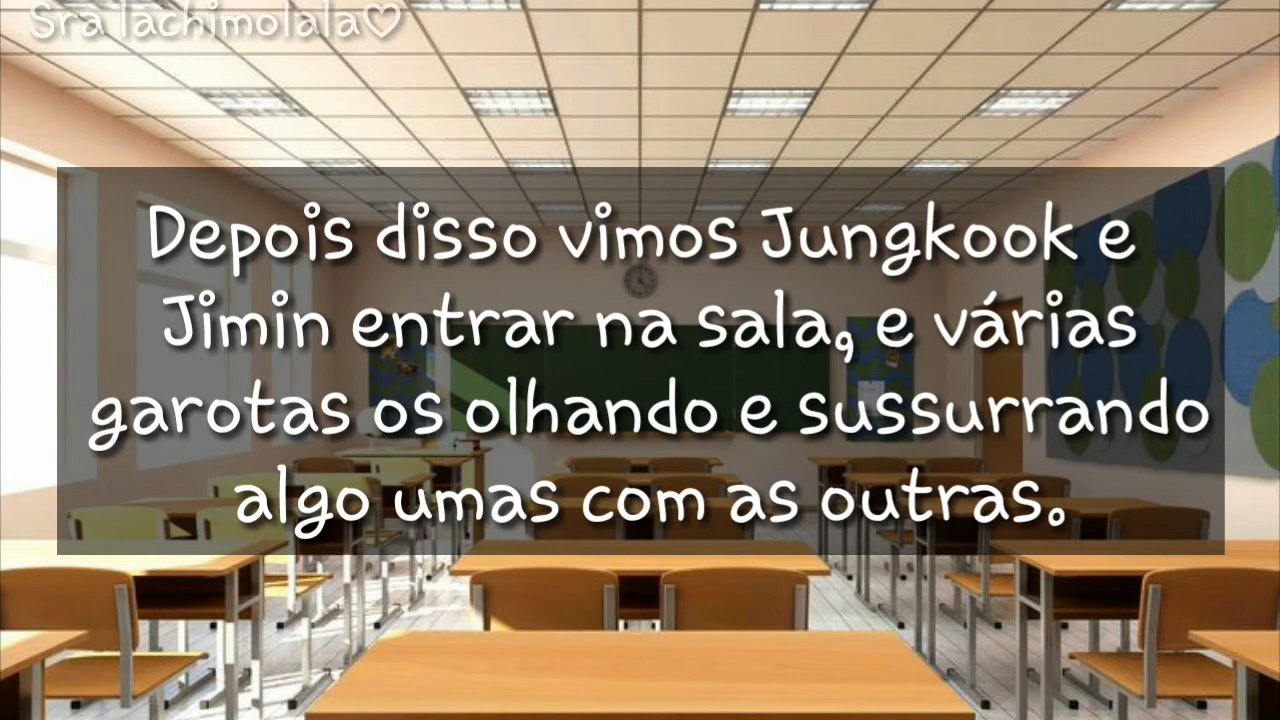 Sra lachimolala♡
Depois disso vimos Jungkook e
Jimin entrar na sala, e várias
garotas os olhando e sussurrando
algo umas com as outras.